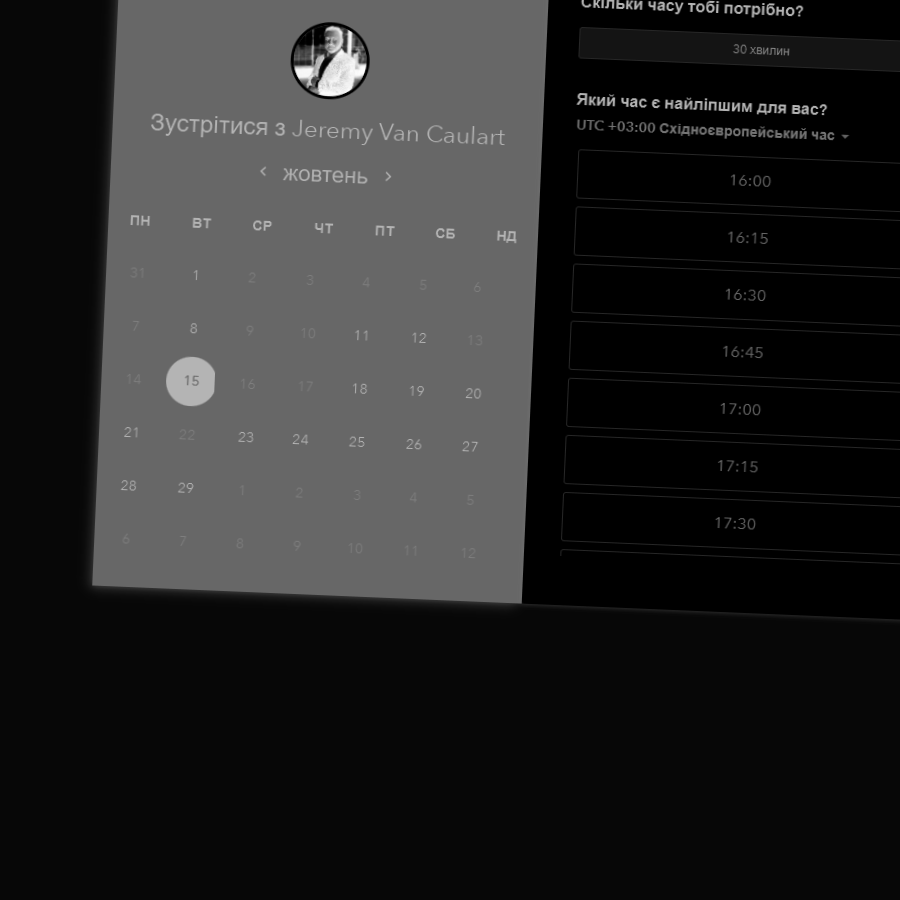 Зустрітися з Jeremy Van Caulart
< жовтень >
ПН ВТ СР ЧТ ПТ СБ НД
31 1 2 3 4 5 6
7 8 9 10 11 12 13
14 15 16 17 18 19 20
21 22 23 24 25 26 27
28 29 1 2 3 4 5
6 7 8 9 10 11 12
Скільки часу тобі потрібно?
30 хвилин
Який час є найліпшим для вас?
UTC +03:00 Східноєвропейський час
16:00
16:15
16:30
16:45
17:00
17:15
17:30